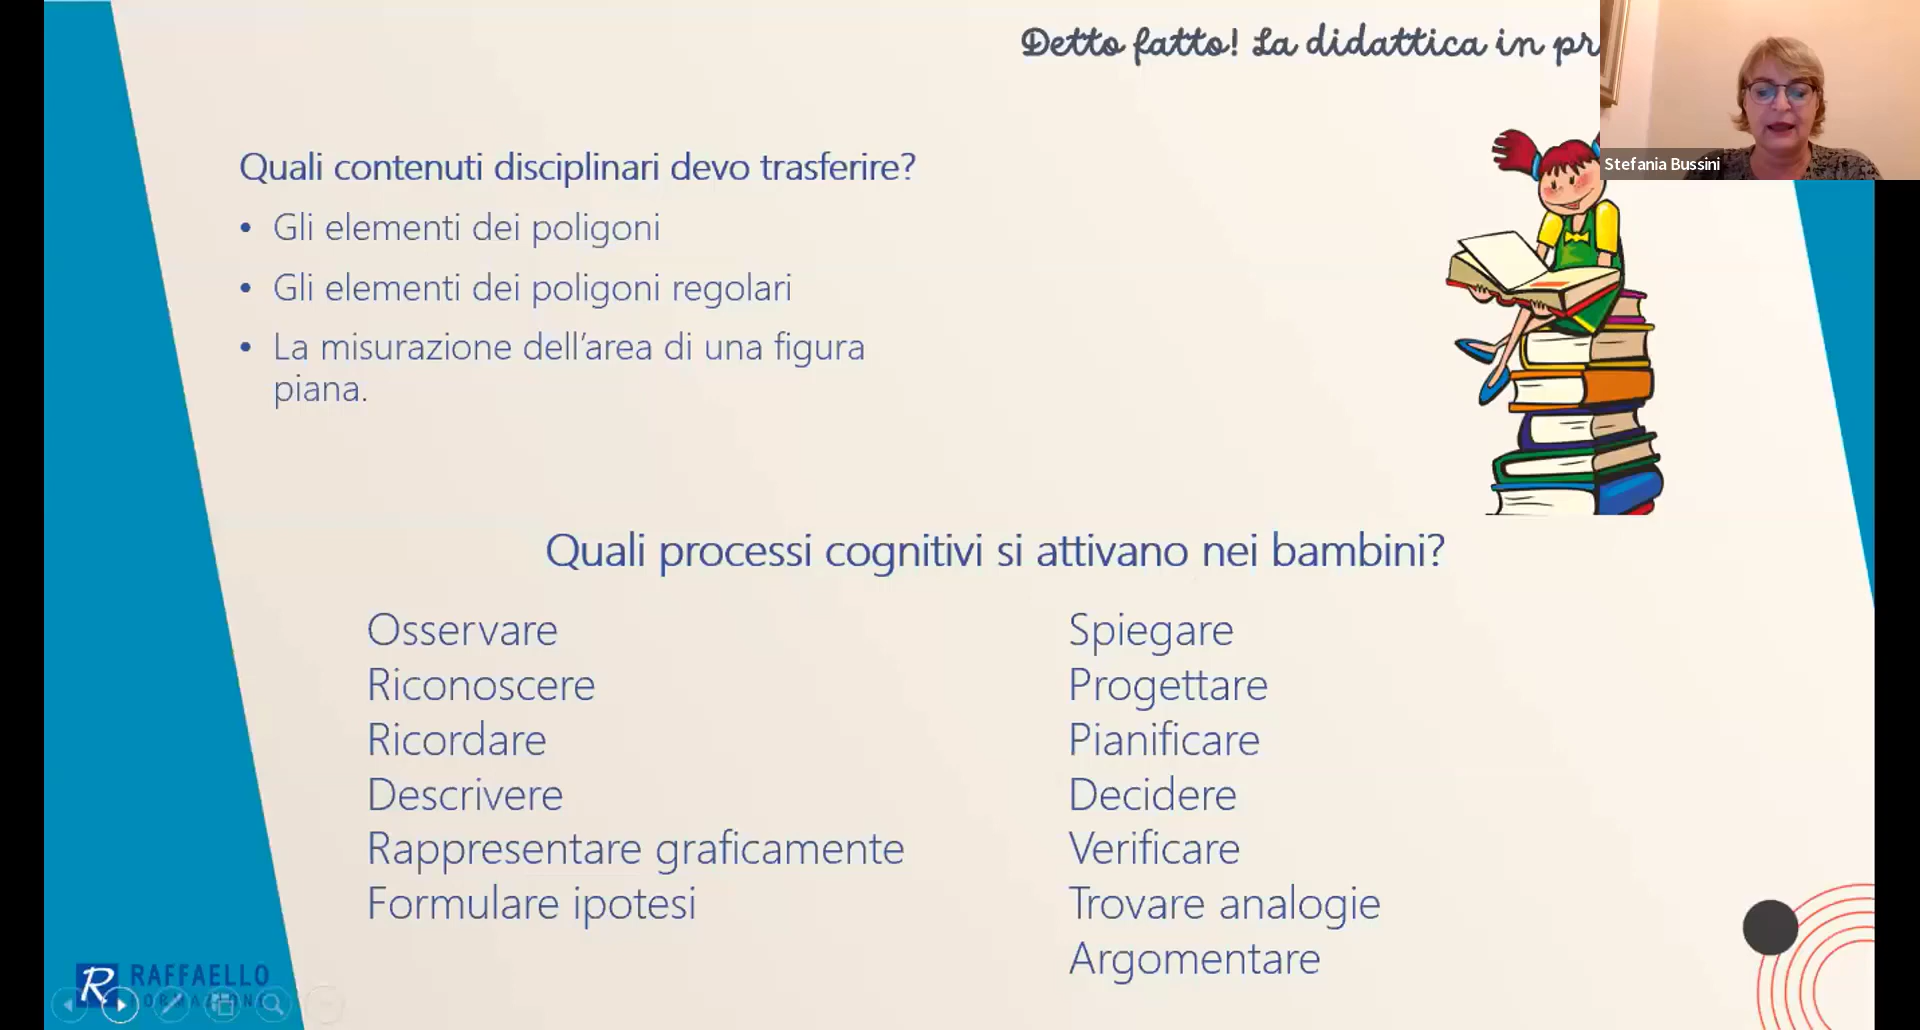 Detto fatto! La didattica in pr
Stefania Bussini
Quali contenuti disciplinari devo trasferire?
• Gli elementi dei poligoni
• Gli elementi dei poligoni regolari
• La misurazione dell'area di una figura
piana.
Quali processi cognitivi si attivano nei bambini?
Osservare
Riconoscere
Ricordare
Descrivere
Rappresentare graficamente
Formulare ipotesi
Spiegare
Progettare
Pianificare
Decidere
Verificare
Trovare analogie
Argomentare
R RAFFAELLO
FORMAZIONE